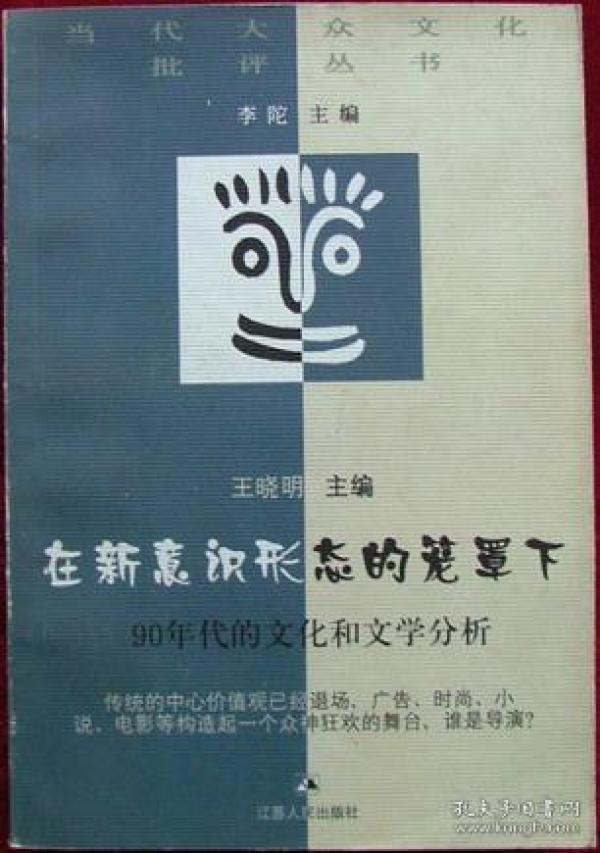 当代大众文化
批评丛书
李陀 主编
王晓明 主编
在新意识形态的笼罩下
90年代的文化和文学分析
传统的中心价值观已经退场、广告、时尚、小
说、电影等构造起一个众神狂欢的舞台，谁是导演?
江苏人民出版社
孔夫子旧书网
www.kongfz.com